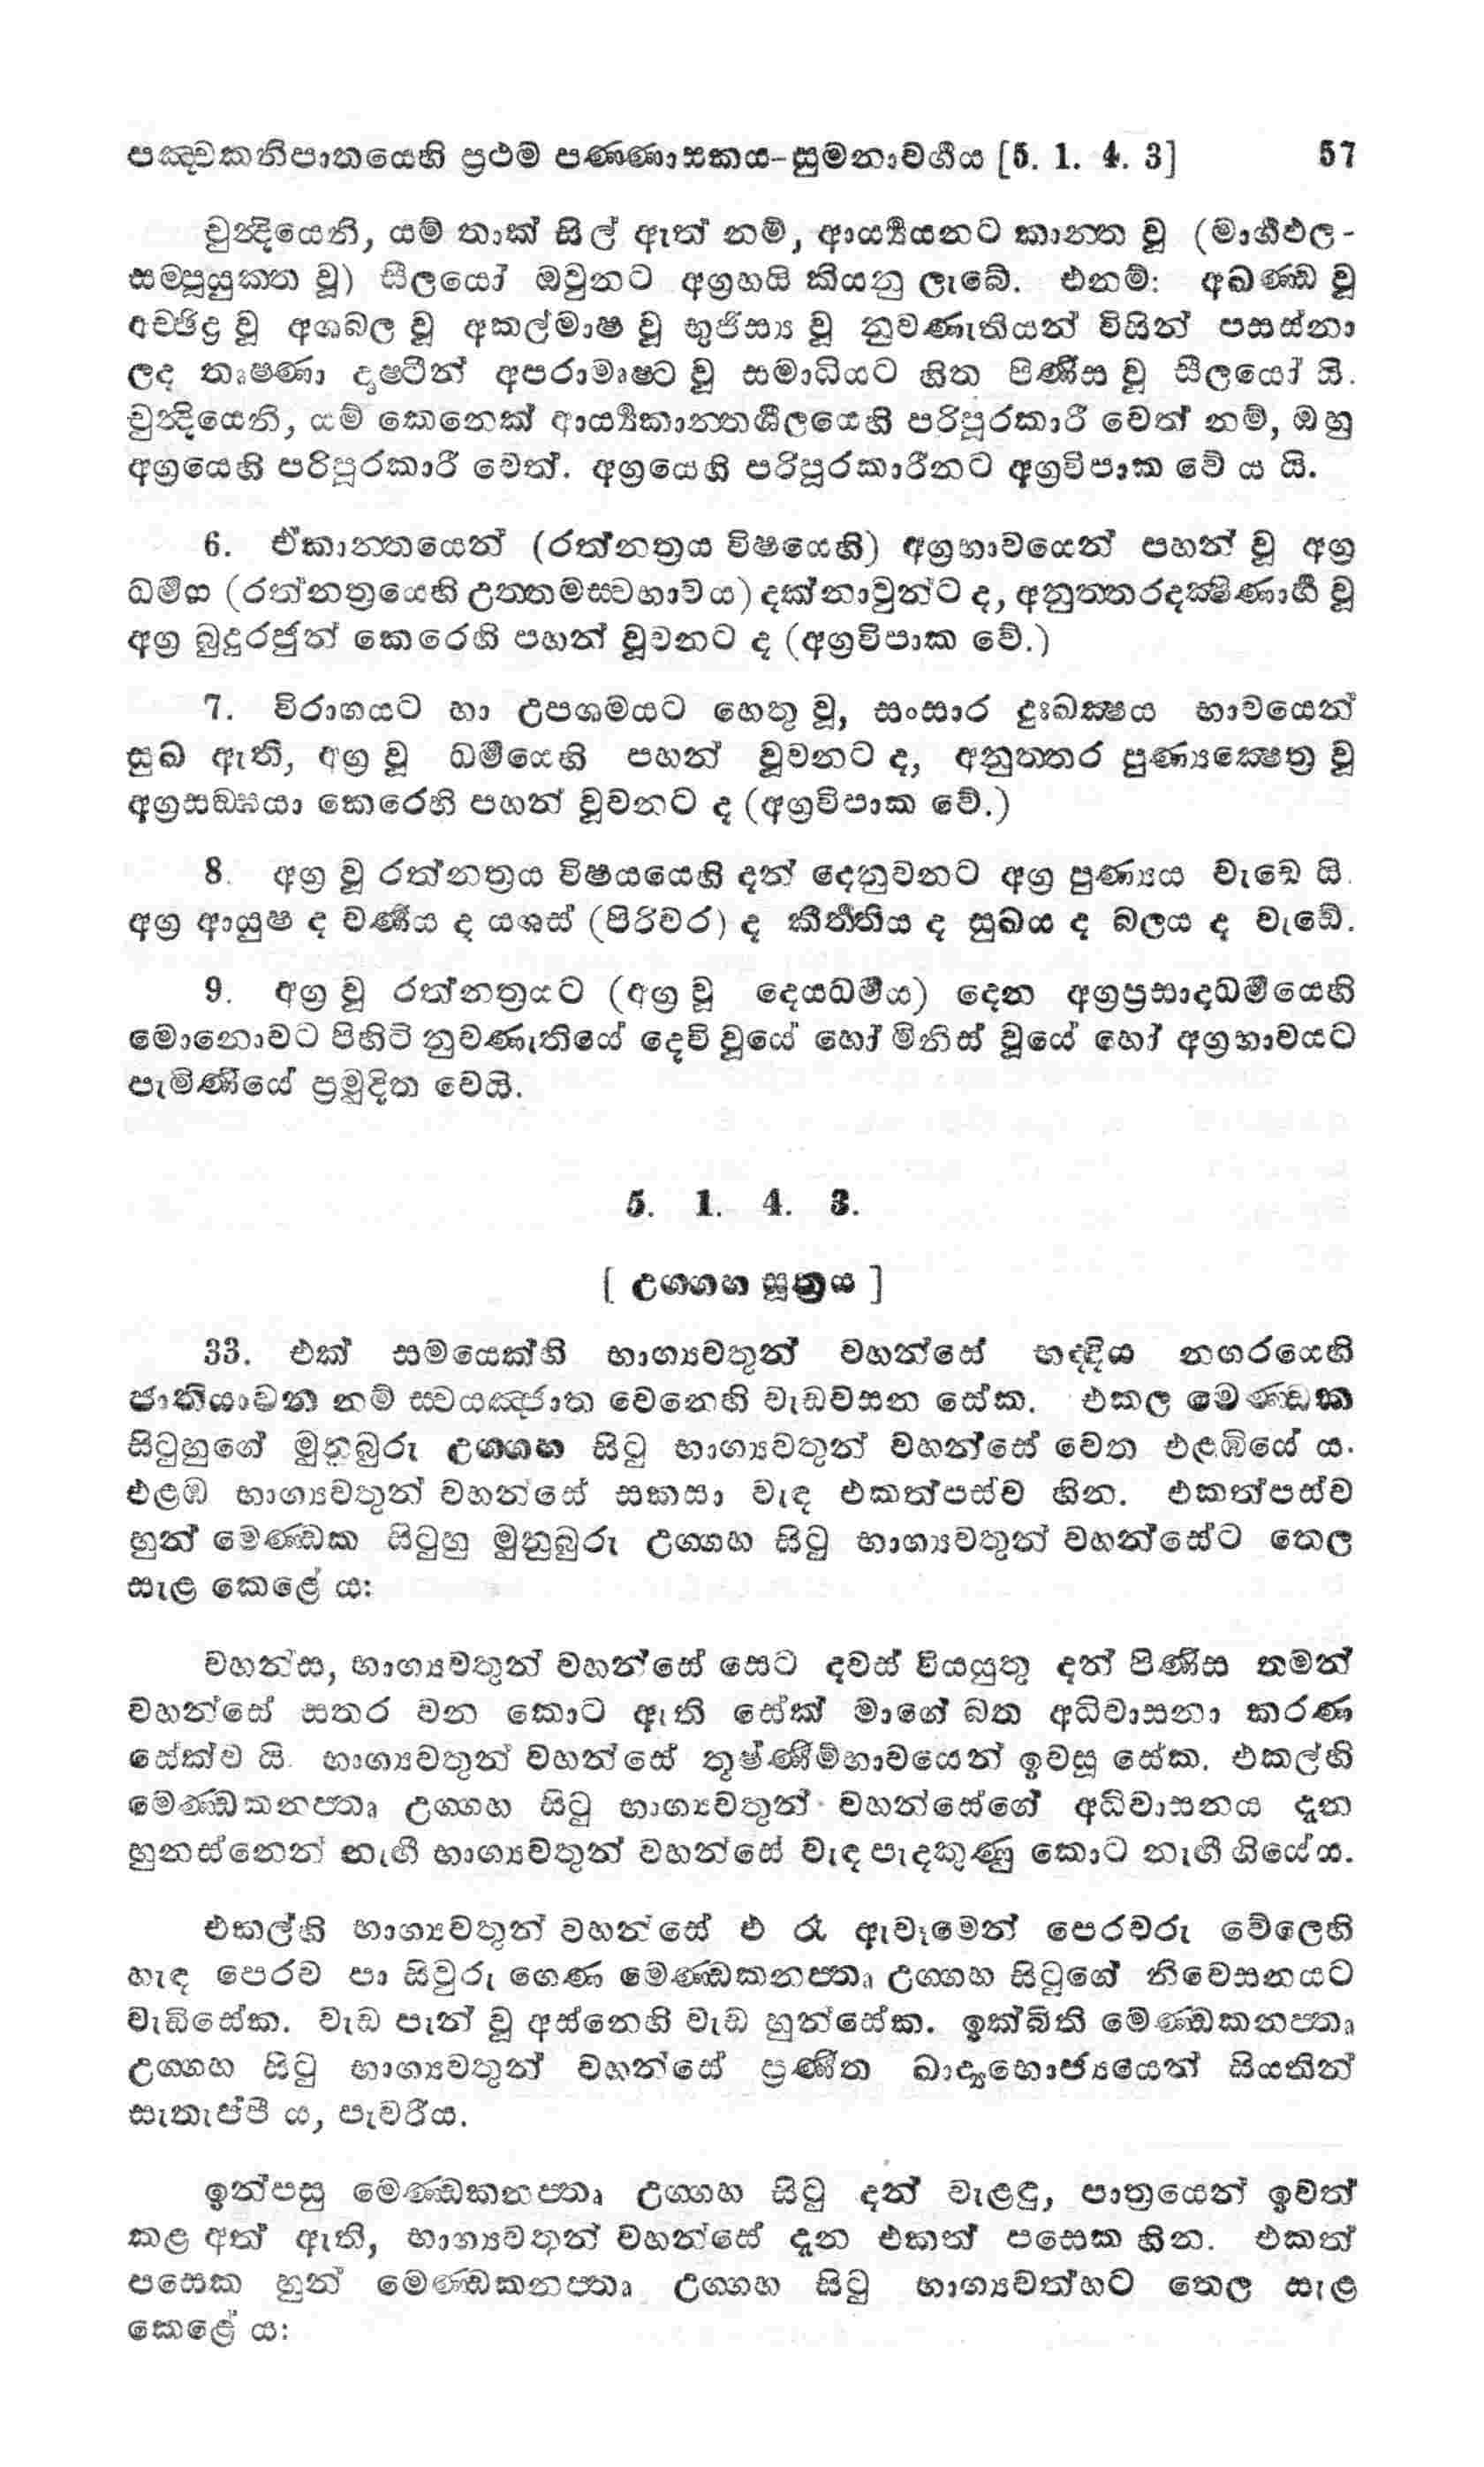 පඤ්චකනිපාතයෙහි ප්‍රථම පණ්ණාසකය-සුමනාවර්ගය [5. 1. 4. 3] 57
චුන්දියෙනි, යම් තාක් සිල් ඇත් නම්, ආර්ය්‍යයනට කාන්ත වූ (මාර්ගඵල-
සම්ප්‍රයුක්ත වූ) සීලයෝ ඔවුනට අග්‍රහයි කියනු ලැබේ. එනම්: අඛණ්ඩ වූ
අච්ඡිද්‍ර වූ අශබල වූ අකල්මාෂ වූ භුජිස්‍ය වූ නුවණැතියන් විසින් පසස්නා
ලද තෘෂ්ණා දෘෂ්ටීන් අපරාමෘෂ්ට වූ සමාධියට හිත පිණිස වූ සීලයෝ යි.
චුන්දියෙනි, යම් කෙනෙක් ආර්ය්‍යකාන්තශීලයෙහි පරිපූරකාරී වෙත් නම්, ඔහු
අග්‍රයෙහි පරිපූරකාරී වෙත්. අග්‍රයෙහි පරිපූරකාරීනට අග්‍රවිපාක වේ ය යි.
6. ඒකාන්තයෙන් (රත්නත්‍රය විෂයෙහි) අග්‍රභාවයෙන් පහන් වූ අග්‍ර
ධර්මය (රත්නත්‍රයෙහි උත්තමස්වභාවය) දක්නාවුන්ට ද, අනුත්තරදක්ෂිණාර්හ වූ
අග්‍ර බුදුරජුන් කෙරෙහි පහන් වූවනට ද (අග්‍රවිපාක වේ.)
7. විරාගයට හා උපශමයට හෙතු වූ, සංසාර දුඃඛක්ෂය භාවයෙන්
සුඛ ඇති, අග්‍ර වූ ධර්මයෙහි පහන් වූවනට ද, අනුත්තර පුණ්‍යක්ෂෙත්‍ර වූ
අග්‍රසඞ්ඝයා කෙරෙහි පහන් වූවනට ද (අග්‍රවිපාක වේ.)
8. අග්‍ර වූ රත්නත්‍රය විෂයයෙහි දන් දෙනුවනට අග්‍ර පුණ්‍යය වැඩෙ යි.
අග්‍ර ආයුෂ ද වර්ණය ද යශස් (පිරිවර) ද කීර්ත්තිය ද සුඛය ද බලය ද වැඩේ.
9. අග්‍ර වූ රත්නත්‍රයට (අග්‍ර වූ දෙයධර්මය) දෙන අග්‍රප්‍රසාදධර්මයෙහි
මොනොවට පිහිටි නුවණැතියේ දෙව් වූයේ හෝ මිනිස් වූයේ හෝ අග්‍රභාවයට
පැමිණියේ ප්‍රමුදිත වෙයි.
5. 1. 4. 3.
[ උග්ගහ සූත්‍රය ]
33. එක් සමයෙක්හි භාග්‍යවතුන් වහන්සේ භද්දිය නගරයෙහි
ජාතියාවන නම් ස්වයඤ්ජාත වෙනෙහි වැඩවසන සේක. එකල මෙණ්ඩක
සිටුහුගේ මුනුබුරු උග්ගහ සිටු භාග්‍යවතුන් වහන්සේ වෙත එළඹියේ ය.
එළඹ භාග්‍යවතුන් වහන්සේ සකසා වැඳ එකත්පස්ව හින. එකත්පස්ව
හුන් මෙණ්ඩක සිටුහු මුනුබුරු උග්ගහ සිටු භාග්‍යවතුන් වහන්සේට තෙල
සැළ කෙළේ ය:
වහන්ස, භාග්‍යවතුන් වහන්සේ සෙට දවස් වියයුතු දන් පිණිස තමන්
වහන්සේ සතර වන කොට ඇති සේක් මාගේ බත අධිවාසනා කරණ
සේක්ව යි. භාග්‍යවතුන් වහන්සේ තූෂ්ණීම්භාවයෙන් ඉවසූ සේක. එකල්හි
මෙණ්ඩකනප්තෘ උග්ගහ සිටු භාග්‍යවතුන් වහන්සේගේ අධිවාසනය දැන
හුනස්නෙන් නැඟී භාග්‍යවතුන් වහන්සේ වැඳ පැදකුණු කොට නැඟී ගියේය.
එකල්හි භාග්‍යවතුන් වහන්සේ එ රෑ ඇවෑමෙන් පෙරවරු වේලෙහි
හැඳ පෙරව පා සිවුරු ගෙණ මෙණ්ඩකනප්තෘ උග්ගහ සිටුගේ නිවෙසනයට
වැඩිසේක. වැඩ පැන් වූ අස්නෙහි වැඩ හුන්සේක. ඉක්බිති මෙණ්ඩකනප්තෘ
උග්ගහ සිටු භාග්‍යවතුන් වහන්සේ ප්‍රණීත ඛාද්‍යභොජ්‍යයෙන් සියතින්
සැතැප්පී ය, පැවරීය.
ඉන්පසු මෙණ්ඩකනප්තෘ උග්ගහ සිටු දන් වැළඳූ, පාත්‍රයෙන් ඉවත්
කළ අත් ඇති, භාග්‍යවතුන් වහන්සේ දැන එකත් පසෙක හින. එකත්
පසෙක හුන් මෙණ්ඩකනප්තෘ උග්ගහ සිටු භාග්‍යවත්හට තෙල සැළ
කෙළේ ය: